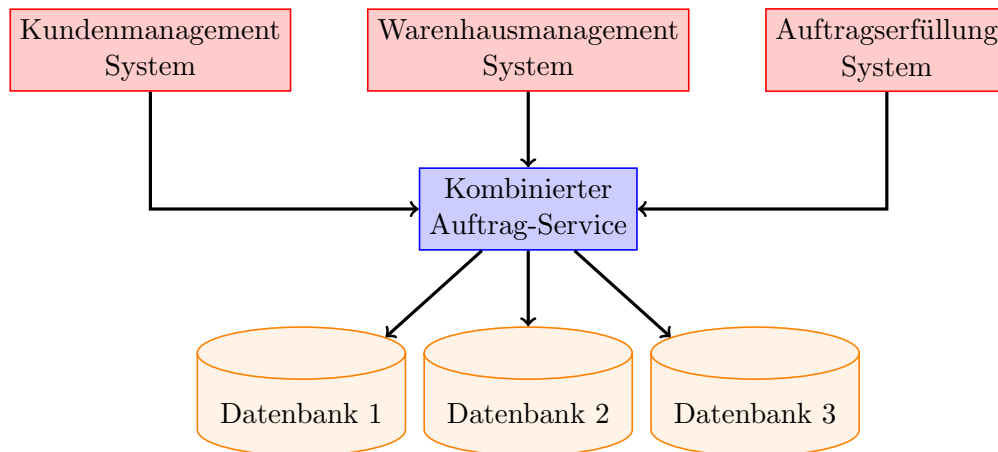 Kundenmanagement
System
Warenhausmanagement
System
Auftragserfüllung
System
Kombinierter
Auftrag-Service
Datenbank 1
Datenbank 2
Datenbank 3